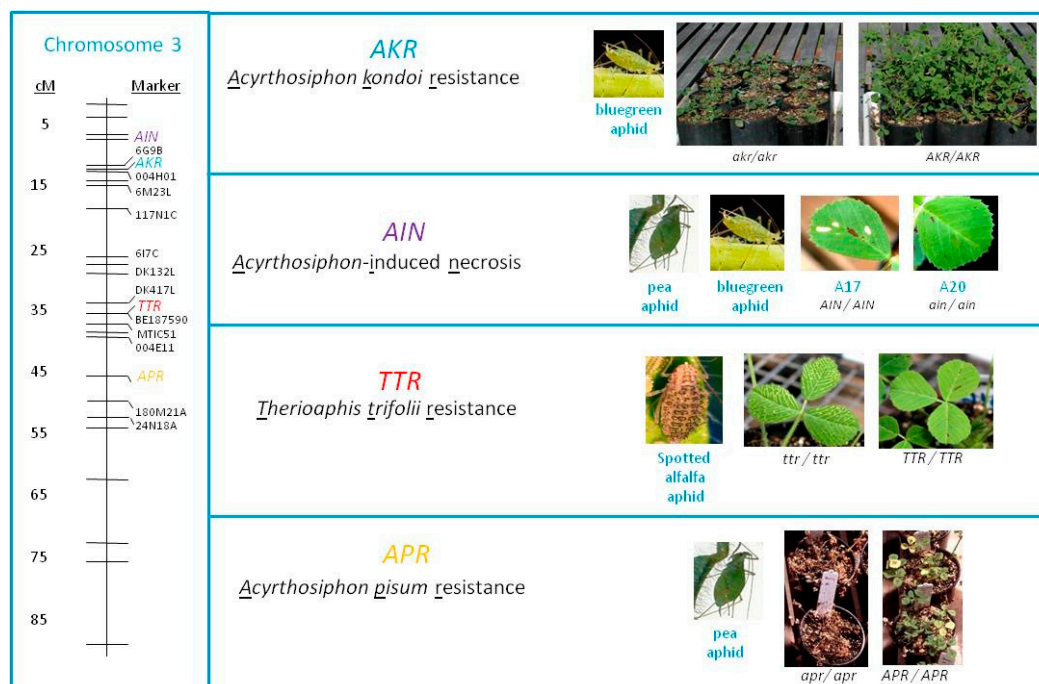 Chromosome 3
cM Marker
5
AIN
6G9B
AKR
004H01
15
6M23L
117N1C
25
6I7C
DK132L
DK417L
35
TTR
BE187590
MTIC51
004E11
45
APR
180M21A
24N18A
55
65
75
85
AKR
Acyrthosiphon kondoi resistance
bluegreen
aphid
akr/akr
AKR/AKR
AIN
Acyrthosiphon-induced necrosis
pea
aphid
bluegreen
aphid
A17
AIN / AIN
A20
ain / ain
TTR
Therioaphis trifolii resistance
Spotted
alfalfa
aphid
ttr / ttr
TTR / TTR
APR
Acyrthosiphon pisum resistance
pea
aphid
apr/ apr
APR / APR